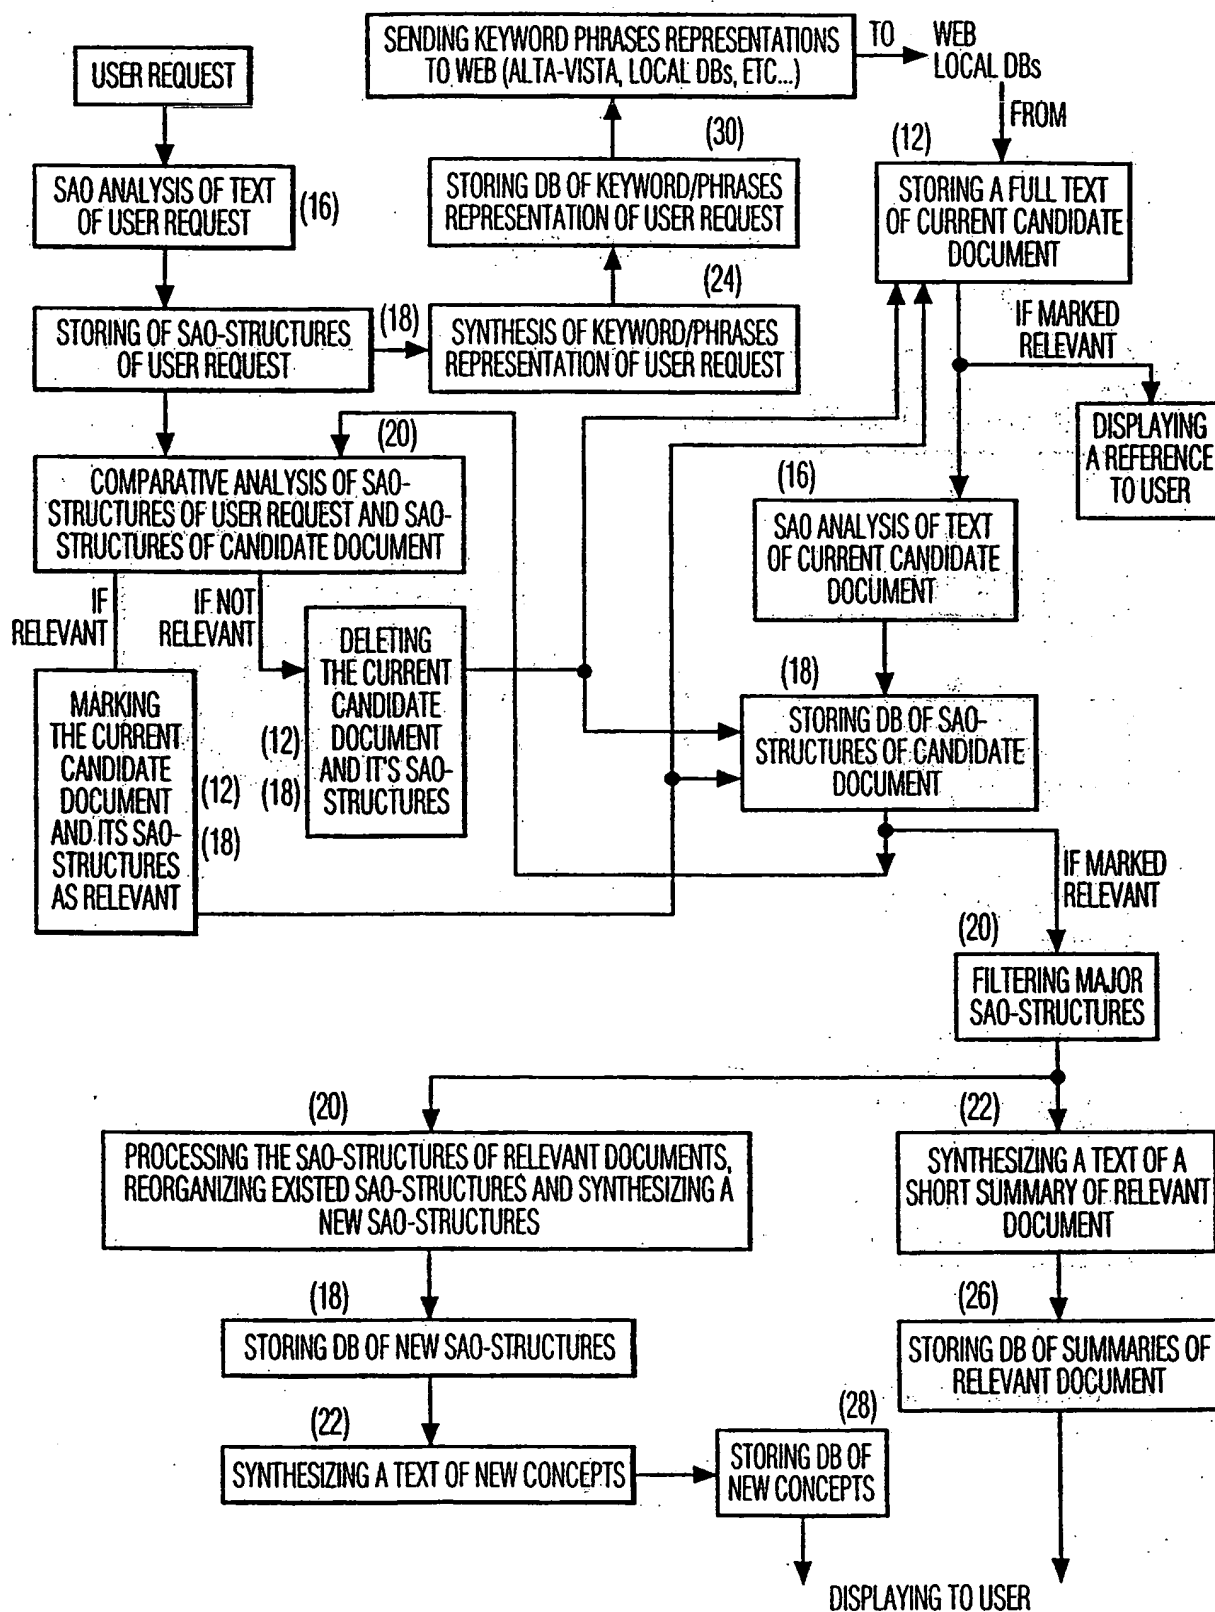 SENDING KEYWORD PHRASES REPRESENTATIONS
TO WEB (ALTA-VISTA, LOCAL DBs, ETC...)
TO
WEB
LOCAL DBs
FROM
USER REQUEST
SAO ANALYSIS OF TEXT
OF USER REQUEST
(16)
(30)
STORING DB OF KEYWORD/PHRASES
REPRESENTATION OF USER REQUEST
(12)
STORING A FULL TEXT
OF CURRENT CANDIDATE
DOCUMENT
STORING OF SAO-STRUCTURES
OF USER REQUEST
(18)
(24)
SYNTHESIS OF KEYWORD/PHRASES
REPRESENTATION OF USER REQUEST
IF MARKED
RELEVANT
DISPLAYING
A REFERENCE
TO USER
(20)
COMPARATIVE ANALYSIS OF SAO-
STRUCTURES OF USER REQUEST AND SAO-
STRUCTURES OF CANDIDATE DOCUMENT
(16)
SAO ANALYSIS OF TEXT
OF CURRENT CANDIDATE
DOCUMENT
IF
RELEVANT
IF NOT
RELEVANT
MARKING
THE CURRENT
CANDIDATE
DOCUMENT
AND ITS SAO-
STRUCTURES
AS RELEVANT
(12)
(18)
DELETING
THE CURRENT
CANDIDATE
DOCUMENT
AND IT'S SAO-
STRUCTURES
(12)
(18)
(18)
STORING DB OF SAO-
STRUCTURES OF CANDIDATE
DOCUMENT
IF MARKED
RELEVANT
(20)
FILTERING MAJOR
SAO-STRUCTURES
(20)
PROCESSING THE SAO-STRUCTURES OF RELEVANT DOCUMENTS,
REORGANIZING EXISTED SAO-STRUCTURES AND SYNTHESIZING A
NEW SAO-STRUCTURES
(22)
SYNTHESIZING A TEXT OF A
SHORT SUMMARY OF RELEVANT
DOCUMENT
(18)
STORING DB OF NEW SAO-STRUCTURES
(26)
STORING DB OF SUMMARIES OF
RELEVANT DOCUMENT
(22)
SYNTHESIZING A TEXT OF NEW CONCEPTS
(28)
STORING DB OF
NEW CONCEPTS
DISPLAYING TO USER